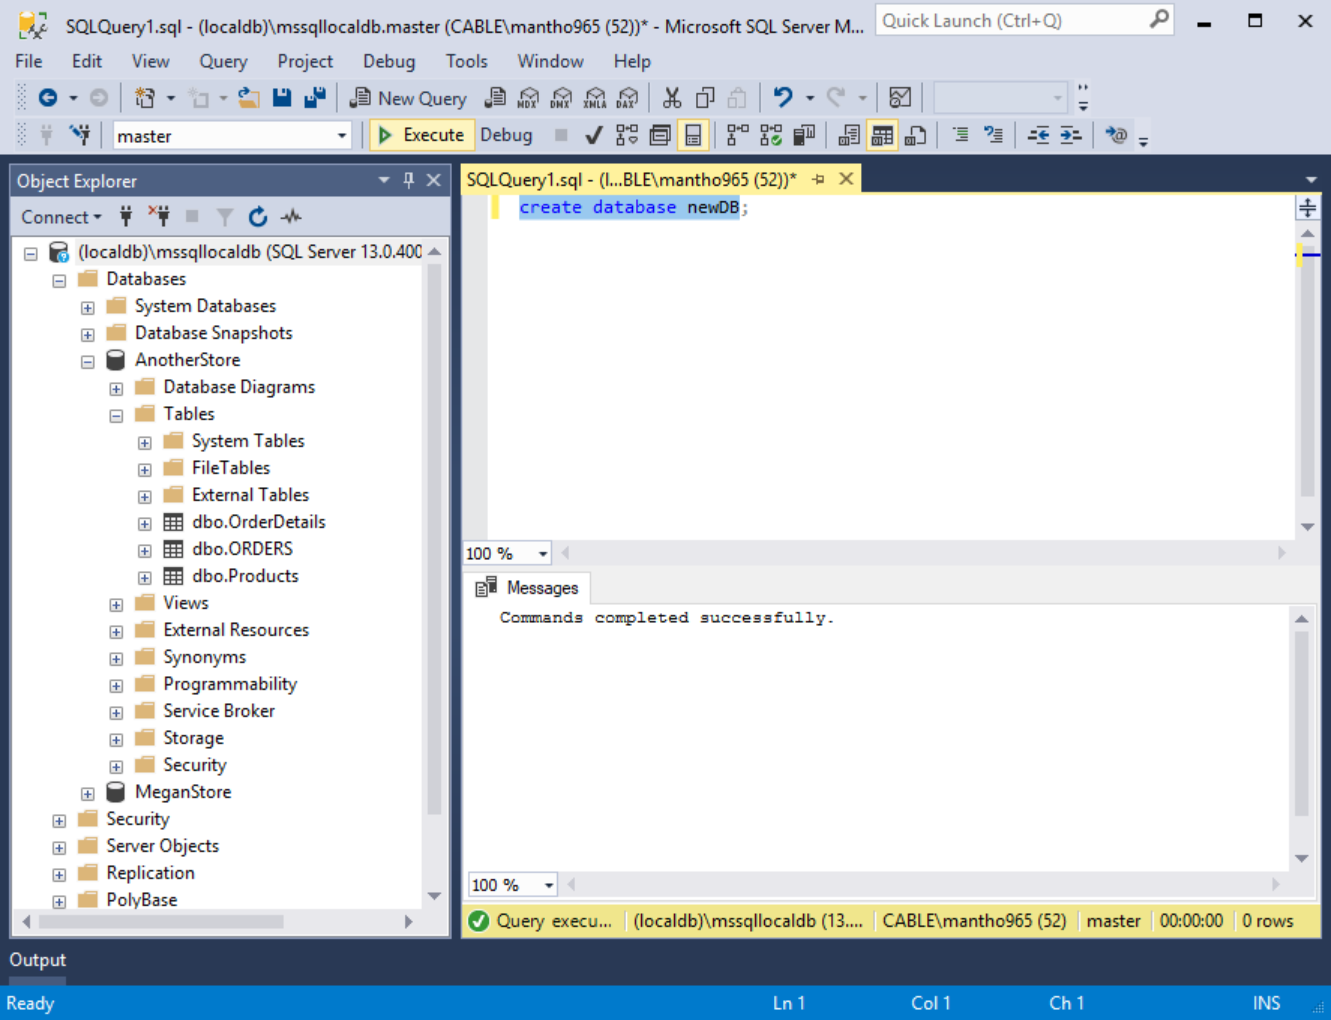 SQLQuery1.sql - (localdb)\mssqllocaldb.master (CABLE\mantho965 (52))* - Microsoft SQL Server M...
Quick Launch (Ctrl+Q)
File Edit View Query Project Debug Tools Window Help
New Query MDX DMX XMLA DAX
master Execute Debug
Object Explorer
Connect
(localdb)\mssqllocaldb (SQL Server 13.0.400
Databases
System Databases
Database Snapshots
AnotherStore
Database Diagrams
Tables
System Tables
FileTables
External Tables
dbo.OrderDetails
dbo.ORDERS
dbo.Products
Views
External Resources
Synonyms
Programmability
Service Broker
Storage
Security
MeganStore
Security
Server Objects
Replication
PolyBase
SQLQuery1.sql - (l...BLE\mantho965 (52))*
create database newDB;
100 %
Messages
Commands completed successfully.
100 %
Query execu... (localdb)\mssqllocaldb (13.... CABLE\mantho965 (52) master 00:00:00 0 rows
Output
Ready Ln 1 Col 1 Ch 1 INS